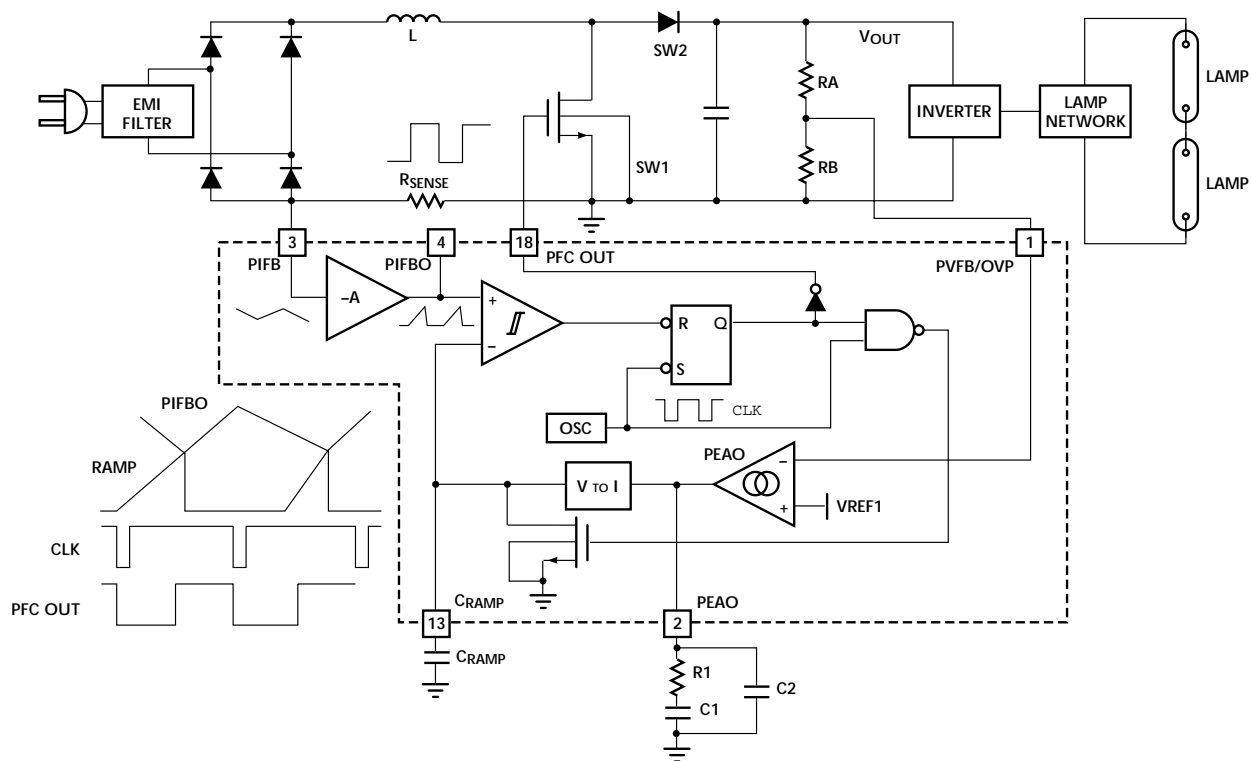 L
SW2
VOUT
EMI
FILTER
RA
INVERTER
LAMP
NETWORK
LAMP
SW1
RB
RSENSE
LAMP
3
4
18
1
PIFB
PIFBO
PFC OUT
PVFB/OVP
–A
+
–
R
Q
S
CLK
OSC
PIFBO
PEAO
RAMP
V TO I
–
+
VREF1
CLK
PFC OUT
CRAMP
PEAO
13
2
CRAMP
R1
C2
C1